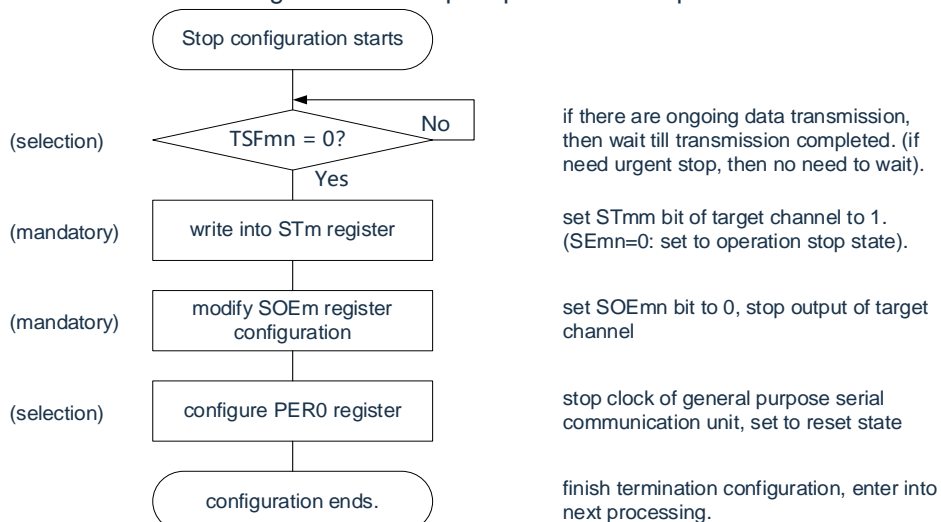 Stop configuration starts
No
if there are ongoing data transmission,
(selection)
TSFmn = 0?
then wait till transmission completed. (if
need urgent stop, then no need to wait).
Yes
(mandatory)
write into STm register
set STmm bit of target channel to 1.
(SEmn=0: set to operation stop state).
(mandatory)
modify SOEm register
configuration
set SOEmn bit to 0, stop output of target
channel
(selection)
configure PER0 register
stop clock of general purpose serial
communication unit, set to reset state
configuration ends.
finish termination configuration, enter into
next processing.